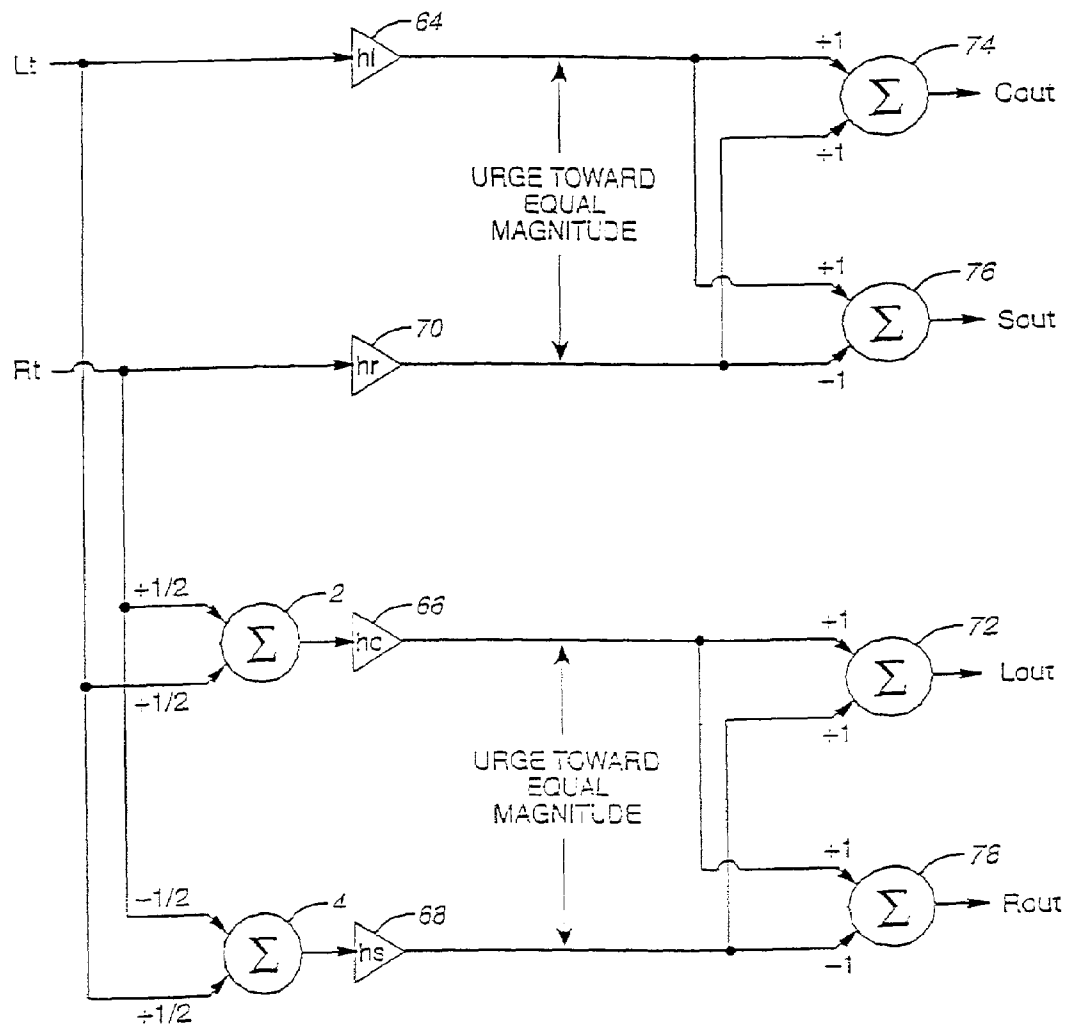 64
Lt
hl
+1
74
Σ
Cout
+1
URGE TOWARD
EQUAL
MAGNITUDE
+1
76
Σ
Sout
70
Rt
hr
-1
+1/2
2
66
Σ
hc
+1
72
Σ
Lout
+1/2
+1
URGE TOWARD
EQUAL
MAGNITUDE
+1
78
-1/2
4
68
Σ
Rout
Σ
hs
-1
+1/2